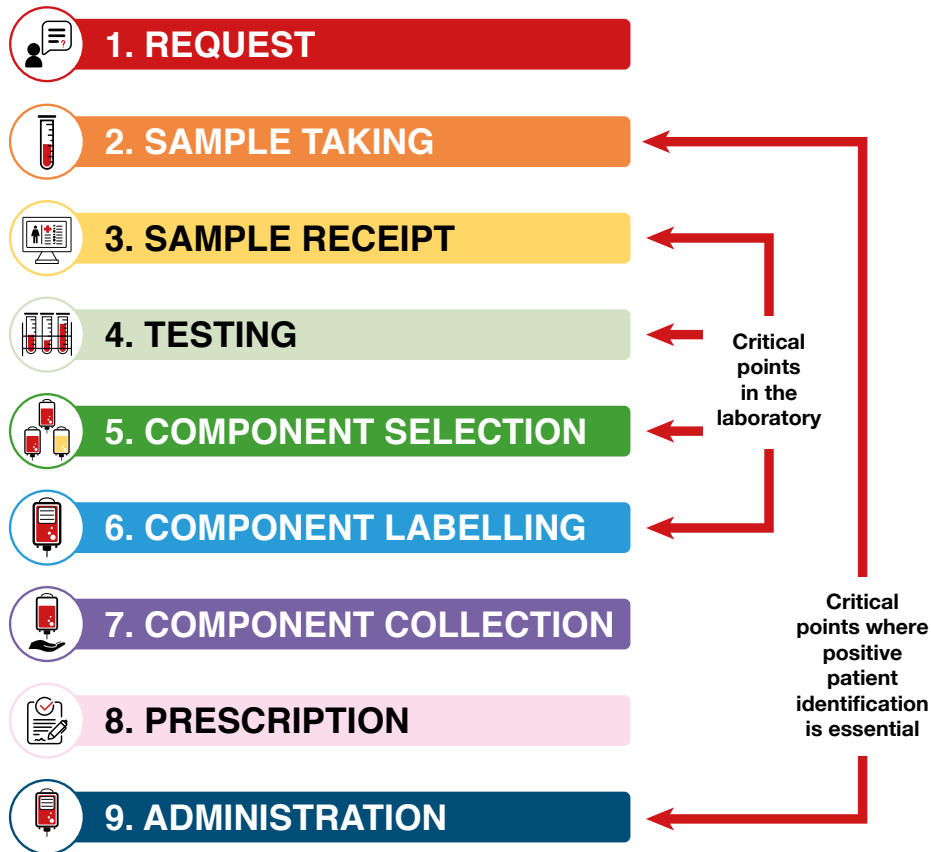 1. REQUEST
2. SAMPLE TAKING
3. SAMPLE RECEIPT
4. TESTING
5. COMPONENT SELECTION
6. COMPONENT LABELLING
7. COMPONENT COLLECTION
8. PRESCRIPTION
9. ADMINISTRATION
Critical
points
in the
laboratory
Critical
points where
positive
patient
identification
is essential